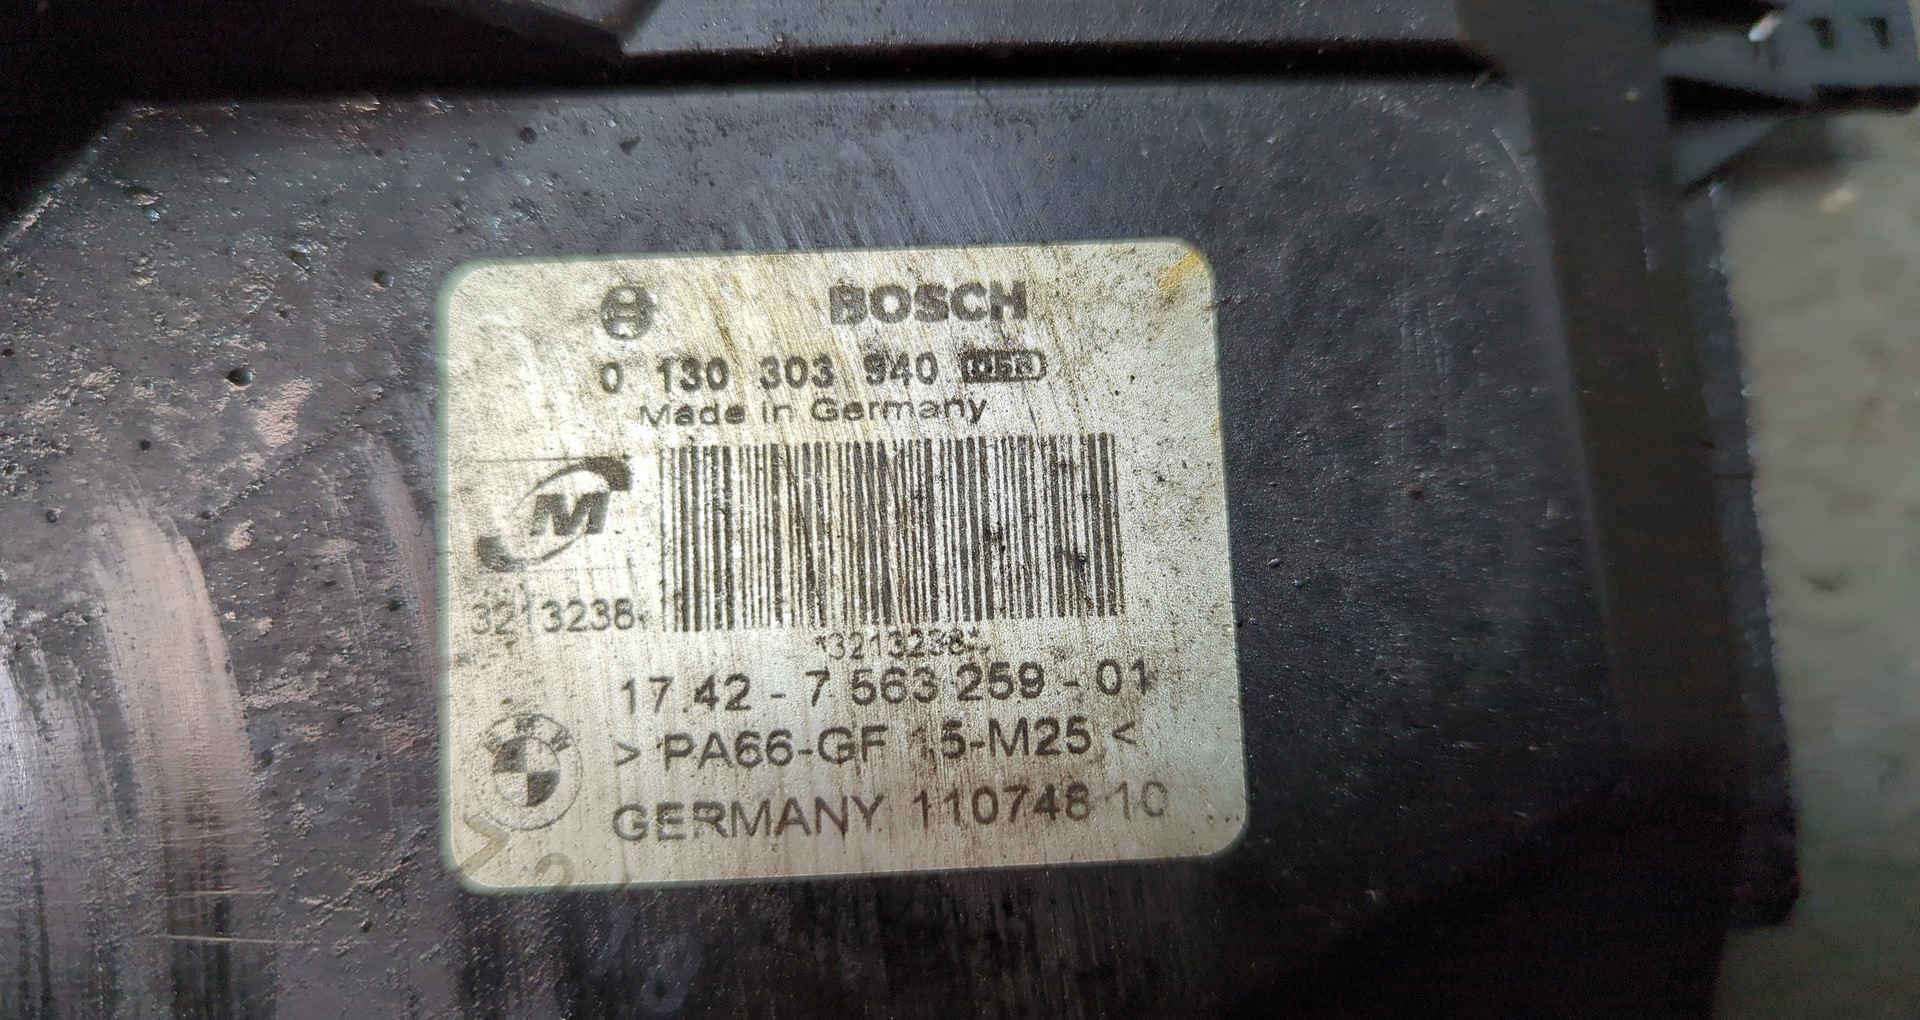 BOSCH
0 130 303 940
Made in Germany
M
3213238
*3213238*
17.42 - 7 563 259 - 01
> PA66-GF 15-M25 <
GERMANY 110748 10